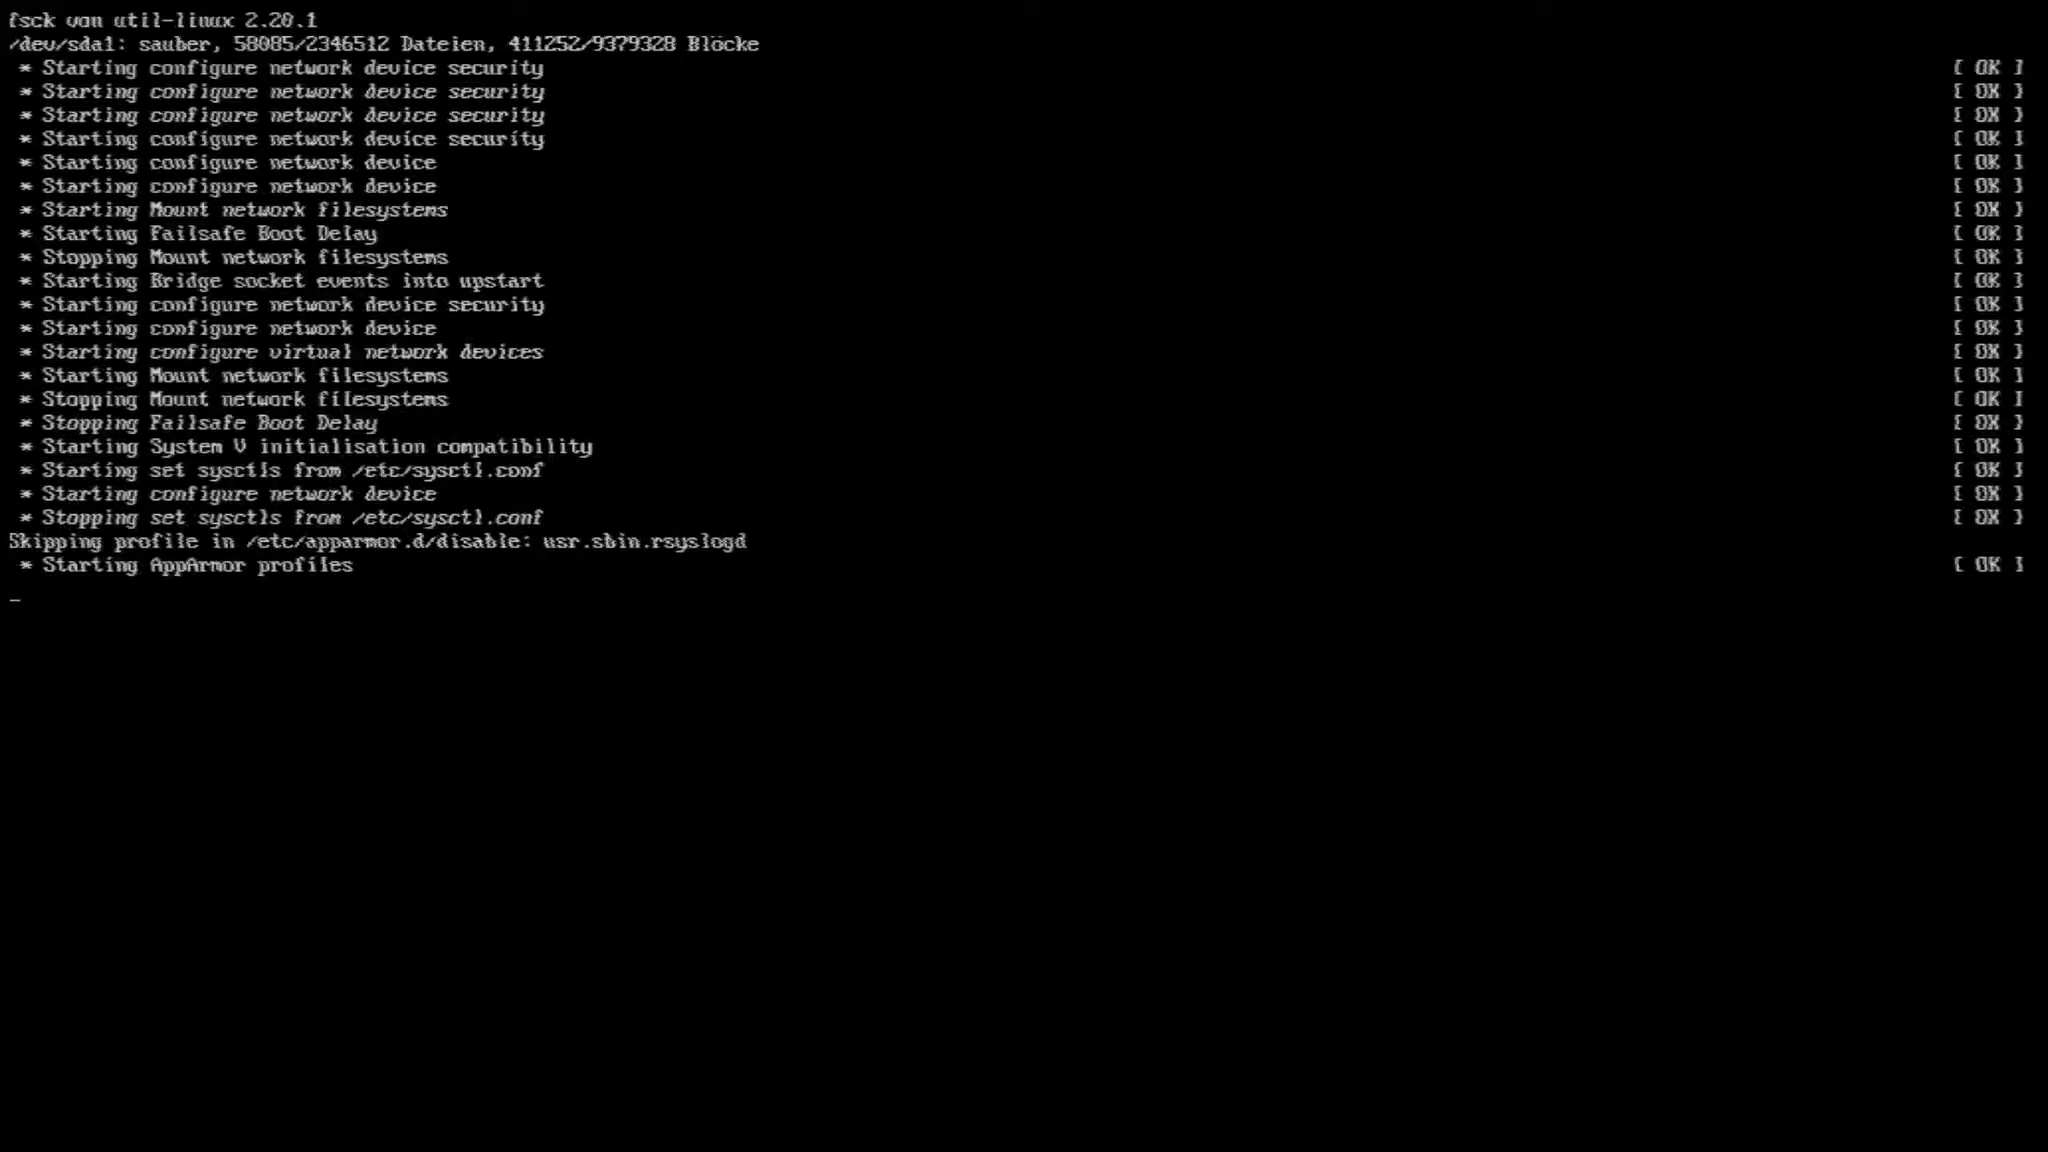 fsck von util-linux 2.20.1
/dev/sda1: sauber, 58085/2346512 Dateien, 411252/9379328 Blöcke
* Starting configure network device security [ OK ]
* Starting configure network device security [ OK ]
* Starting configure network device security [ OK ]
* Starting configure network device security [ OK ]
* Starting configure network device [ OK ]
* Starting configure network device [ OK ]
* Starting Mount network filesystems [ OK ]
* Starting Failsafe Boot Delay [ OK ]
* Stopping Mount network filesystems [ OK ]
* Starting Bridge socket events into upstart [ OK ]
* Starting configure network device security [ OK ]
* Starting configure network device [ OK ]
* Starting configure virtual network devices [ OK ]
* Starting Mount network filesystems [ OK ]
* Stopping Mount network filesystems [ OK ]
* Stopping Failsafe Boot Delay [ OK ]
* Starting System V initialisation compatibility [ OK ]
* Starting set sysctls from /etc/sysctl.conf [ OK ]
* Starting configure network device [ OK ]
* Stopping set sysctls from /etc/sysctl.conf [ OK ]
Skipping profile in /etc/apparmor.d/disable: usr.sbin.rsyslogd
* Starting AppArmor profiles [ OK ]
_